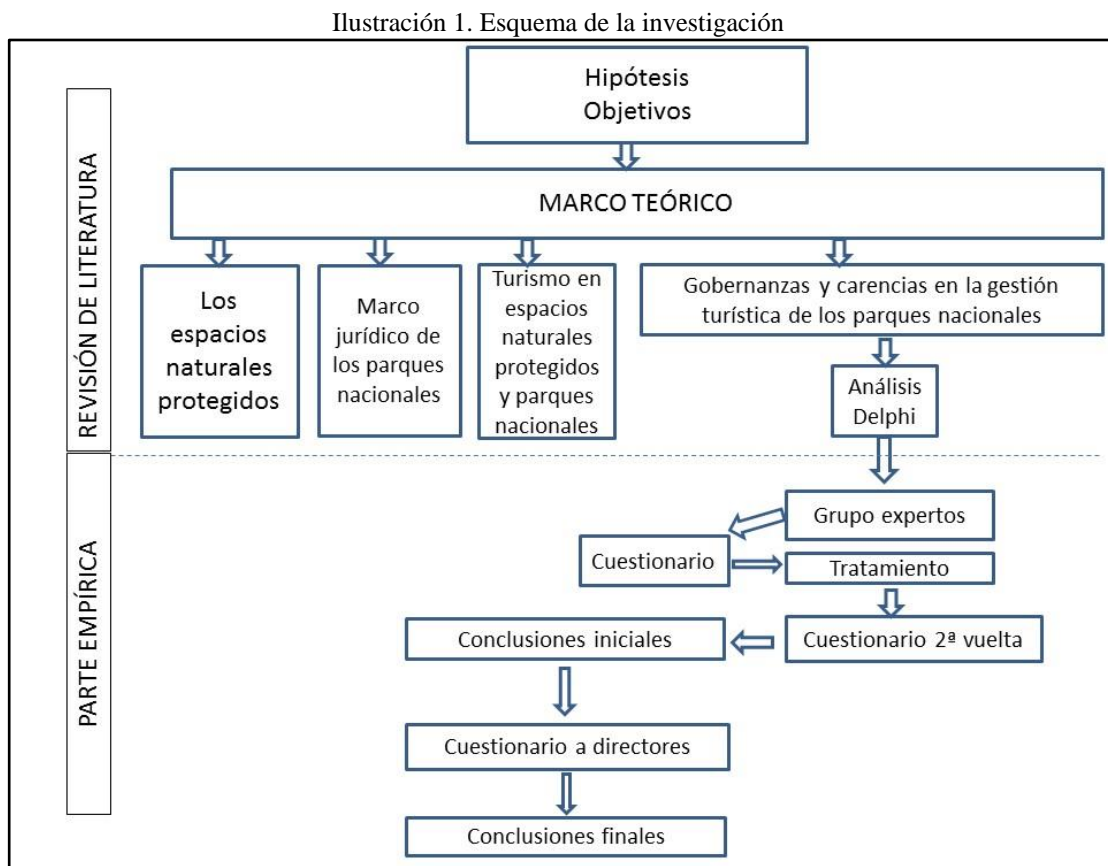 Ilustración 1. Esquema de la investigación
Hipótesis
Objetivos
REVISIÓN DE LITERATURA
MARCO TEÓRICO
Los
espacios
naturales
protegidos
Marco
jurídico de
los parques
nacionales
Turismo en
espacios
naturales
protegidos
y parques
nacionales
Gobernanzas y carencias en la gestión
turística de los parques nacionales
Análisis
Delphi
PARTE EMPÍRICA
Grupo expertos
Cuestionario
Tratamiento
Cuestionario 2ª vuelta
Conclusiones iniciales
Cuestionario a directores
Conclusiones finales